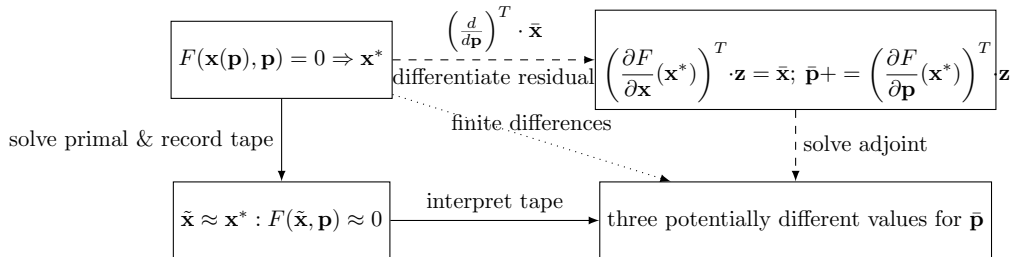 F(𝐱(𝐩), 𝐩) = 0 ⇒ 𝐱*
(d/d𝐩)^T · 𝐱̄
differentiate residual
(∂F/∂𝐱 (𝐱*))^T · 𝐳 = 𝐱̄; 𝐩̄+ = (∂F/∂𝐩 (𝐱*))^T · 𝐳
finite differences
solve primal & record tape
solve adjoint
𝐱̃ ≈ 𝐱* : F(𝐱̃, 𝐩) ≈ 0
interpret tape
three potentially different values for 𝐩̄